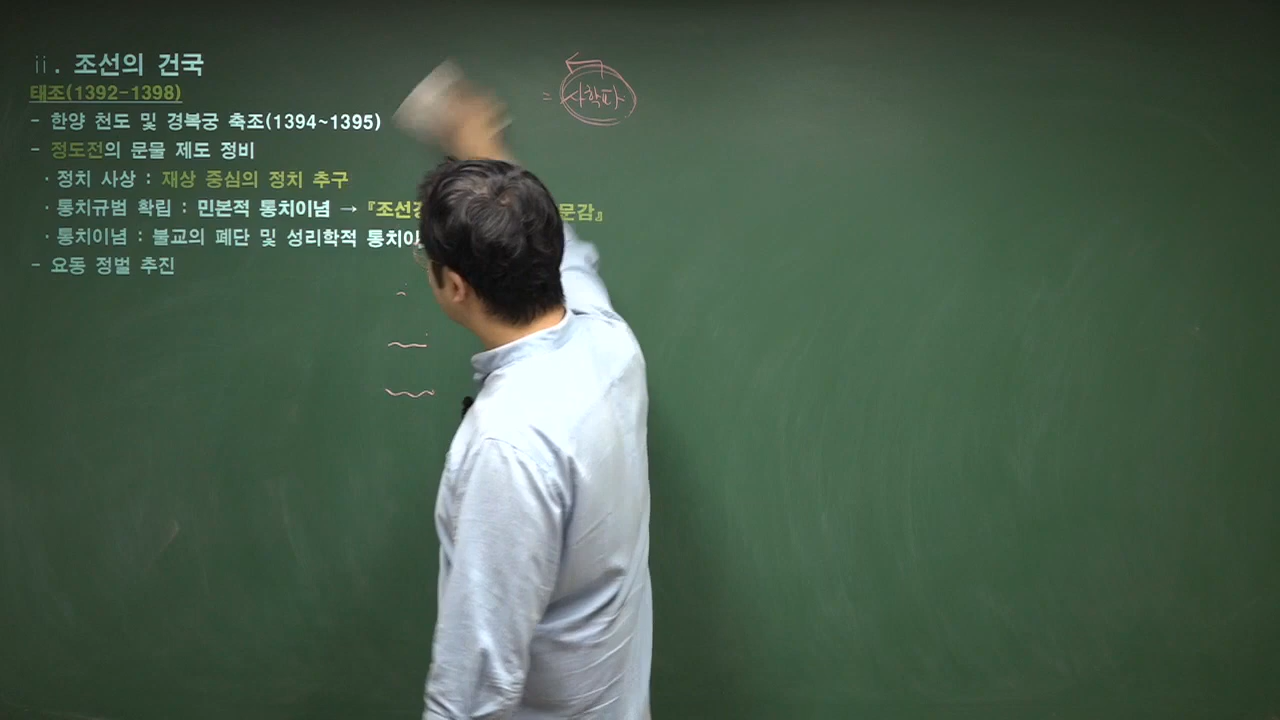 ⅱ. 조선의 건국
태조(1392-1398)
- 한양 천도 및 경복궁 축조(1394~1395)
- 정도전의 문물 제도 정비
· 정치 사상 : 재상 중심의 정치 추구
· 통치규범 확립 : 민본적 통치이념 → 『조선 문감』
· 통치이념 : 불교의 폐단 및 성리학적 통치이
- 요동 정벌 추진
= 사학파